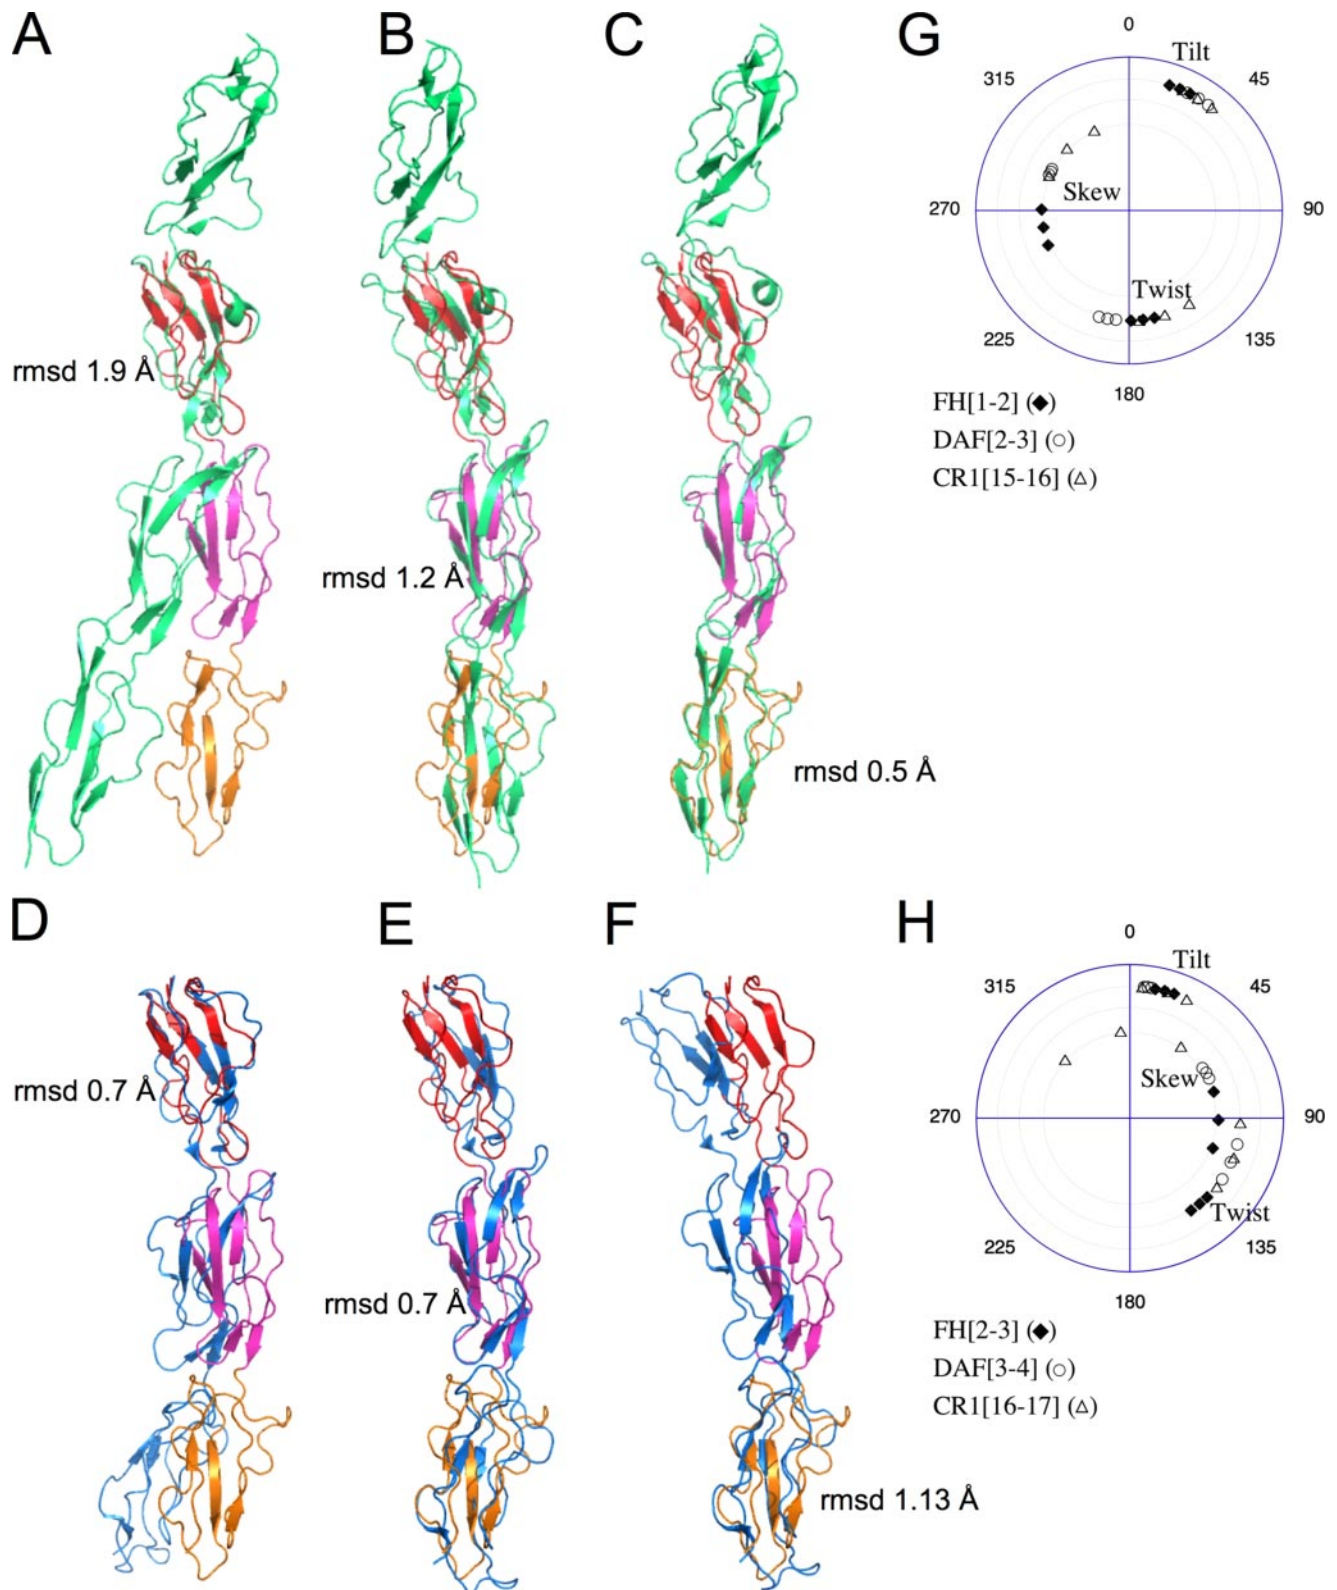 A
B
C
G
rmsd 1.9 Å
rmsd 1.2 Å
rmsd 0.5 Å
0
Tilt
315
45
Skew
270
90
Twist
225
135
180
FH[1-2] (◆)
DAF[2-3] (○)
CR1[15-16] (△)
D
E
F
H
rmsd 0.7 Å
rmsd 0.7 Å
rmsd 1.13 Å
0
Tilt
315
45
Skew
270
90
Twist
225
135
180
FH[2-3] (◆)
DAF[3-4] (○)
CR1[16-17] (△)